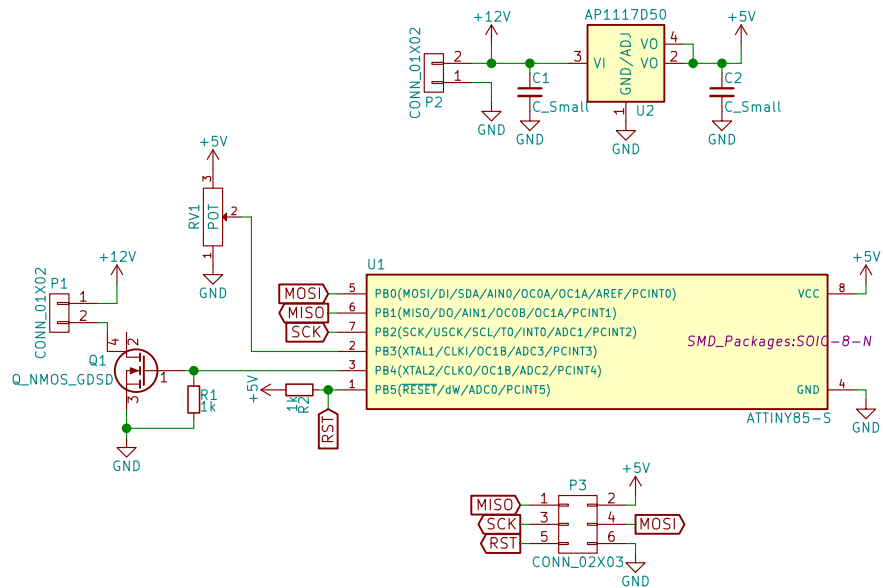 +12V
AP1117D50
+5V
CONN_01X02
2
1
P2
3
VI
GND/ADJ
VO
4
VO
2
1
U2
C1
C_Small
C2
C_Small
GND
GND
GND
GND
+5V
3
RV1
POT
2
1
GND
+12V
P1
CONN_01X02
1
2
4
2
Q1
Q_NMOS_GDSD
1
3
R1
1k
GND
+5V
1k
R2
RST
U1
MOSI
5
PB0(MOSI/DI/SDA/AIN0/OC0A/OC1A/AREF/PCINT0)
MISO
6
PB1(MISO/DO/AIN1/OC0B/OC1A/PCINT1)
SCK
7
PB2(SCK/USCK/SCL/T0/INT0/ADC1/PCINT2)
2
PB3(XTAL1/CLKI/OC1B/ADC3/PCINT3)
3
PB4(XTAL2/CLKO/OC1B/ADC2/PCINT4)
1
PB5(RESET/dW/ADC0/PCINT5)
VCC
8
+5V
SMD_Packages:SOIC-8-N
GND
4
ATTINY85-S
GND
P3
+5V
MISO
1
2
SCK
3
4
MOSI
RST
5
6
CONN_02X03
GND